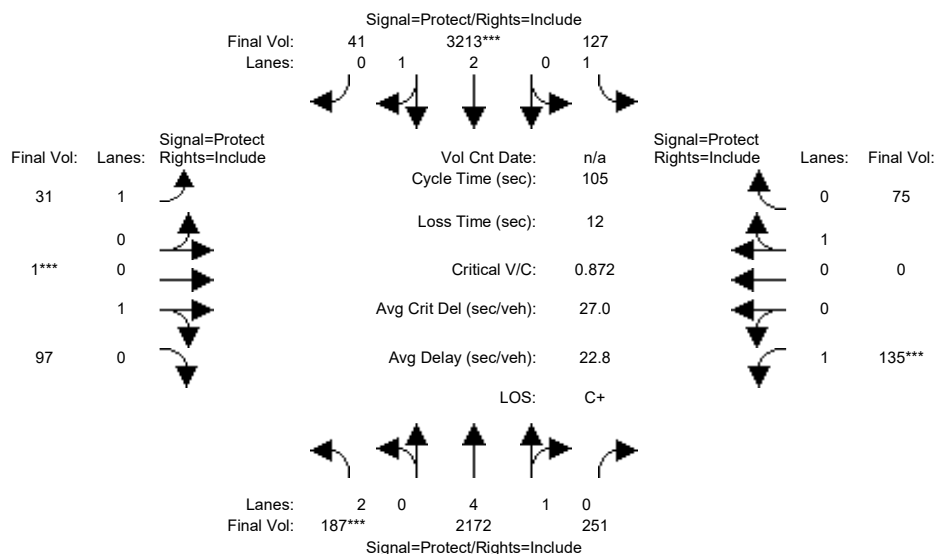 Signal=Protect/Rights=Include
Final Vol: 41 3213*** 127
Lanes: 0 1 2 0 1
Signal=Protect
Final Vol: Lanes: Rights=Include
Vol Cnt Date: n/a
Signal=Protect
Rights=Include Lanes: Final Vol:
Cycle Time (sec): 105
31 1
0 75
Loss Time (sec): 12
0
1
1*** 0
Critical V/C: 0.872
0 0
1
Avg Crit Del (sec/veh): 27.0
0
97 0
Avg Delay (sec/veh): 22.8
1 135***
LOS: C+
Lanes: 2 0 4 1 0
Final Vol: 187*** 2172 251
Signal=Protect/Rights=Include